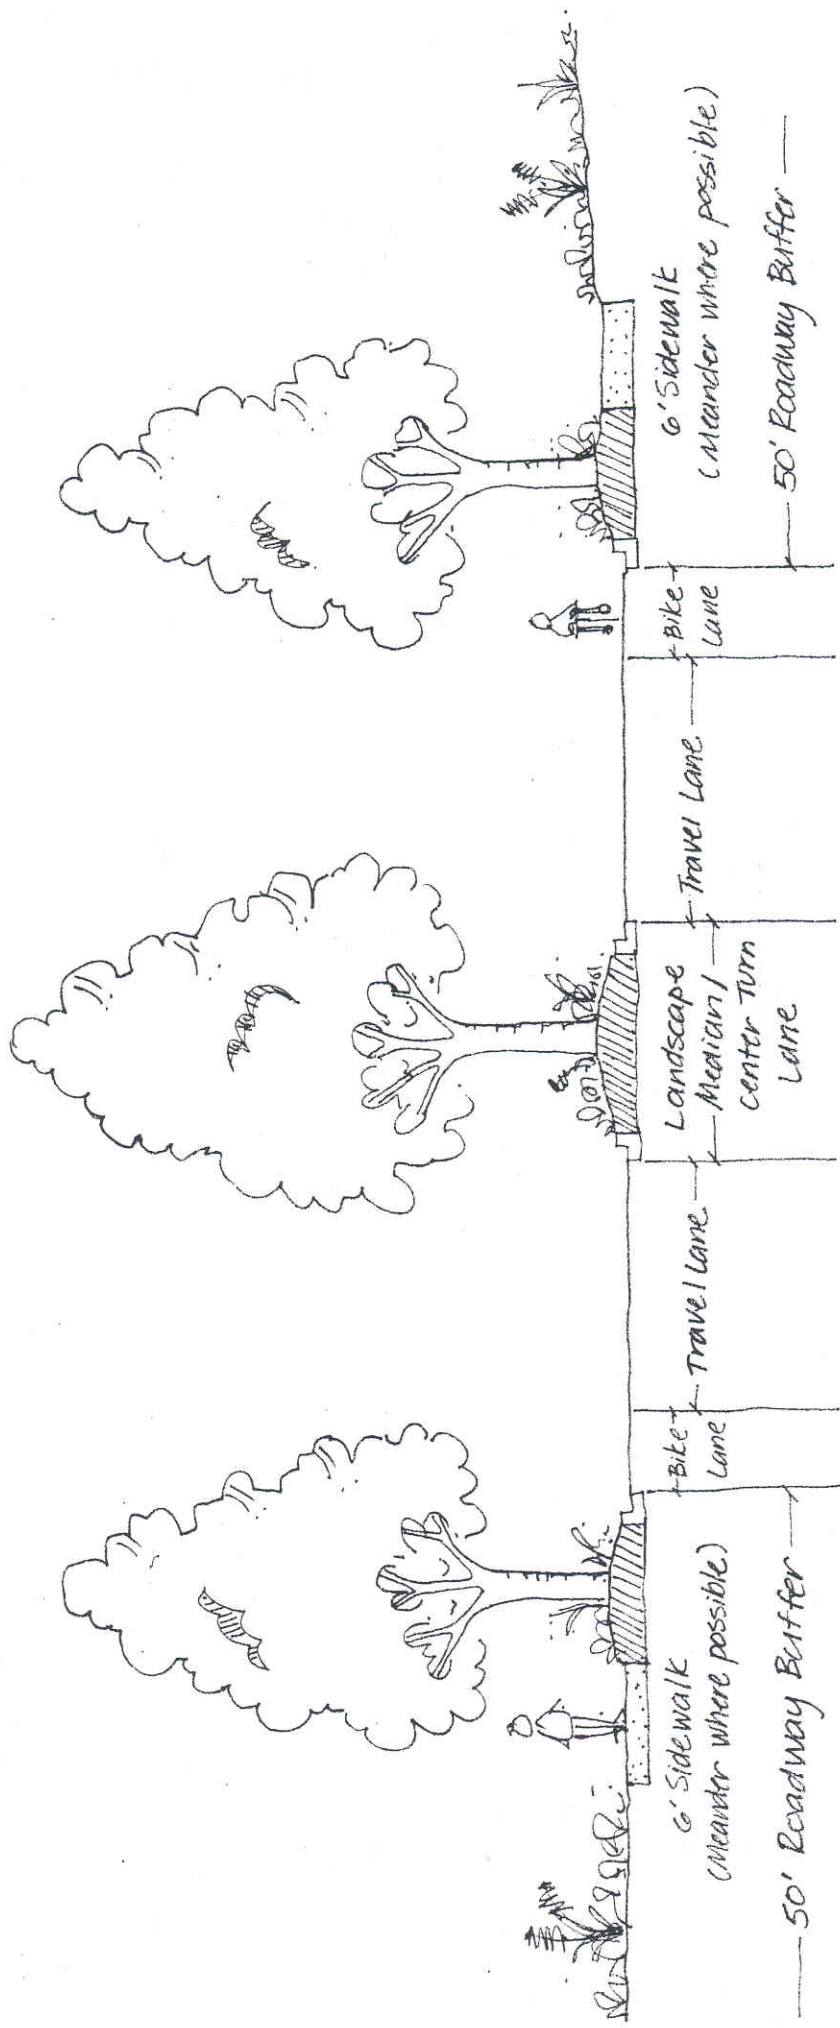 6' Sidewalk
(Meander where possible)
50' Roadway Buffer
Bike
Lane
Travel Lane
Landscape
Median /
Center Turn
Lane
Travel Lane
Bike
Lane
6' Sidewalk
(Meander where possible)
50' Roadway Buffer